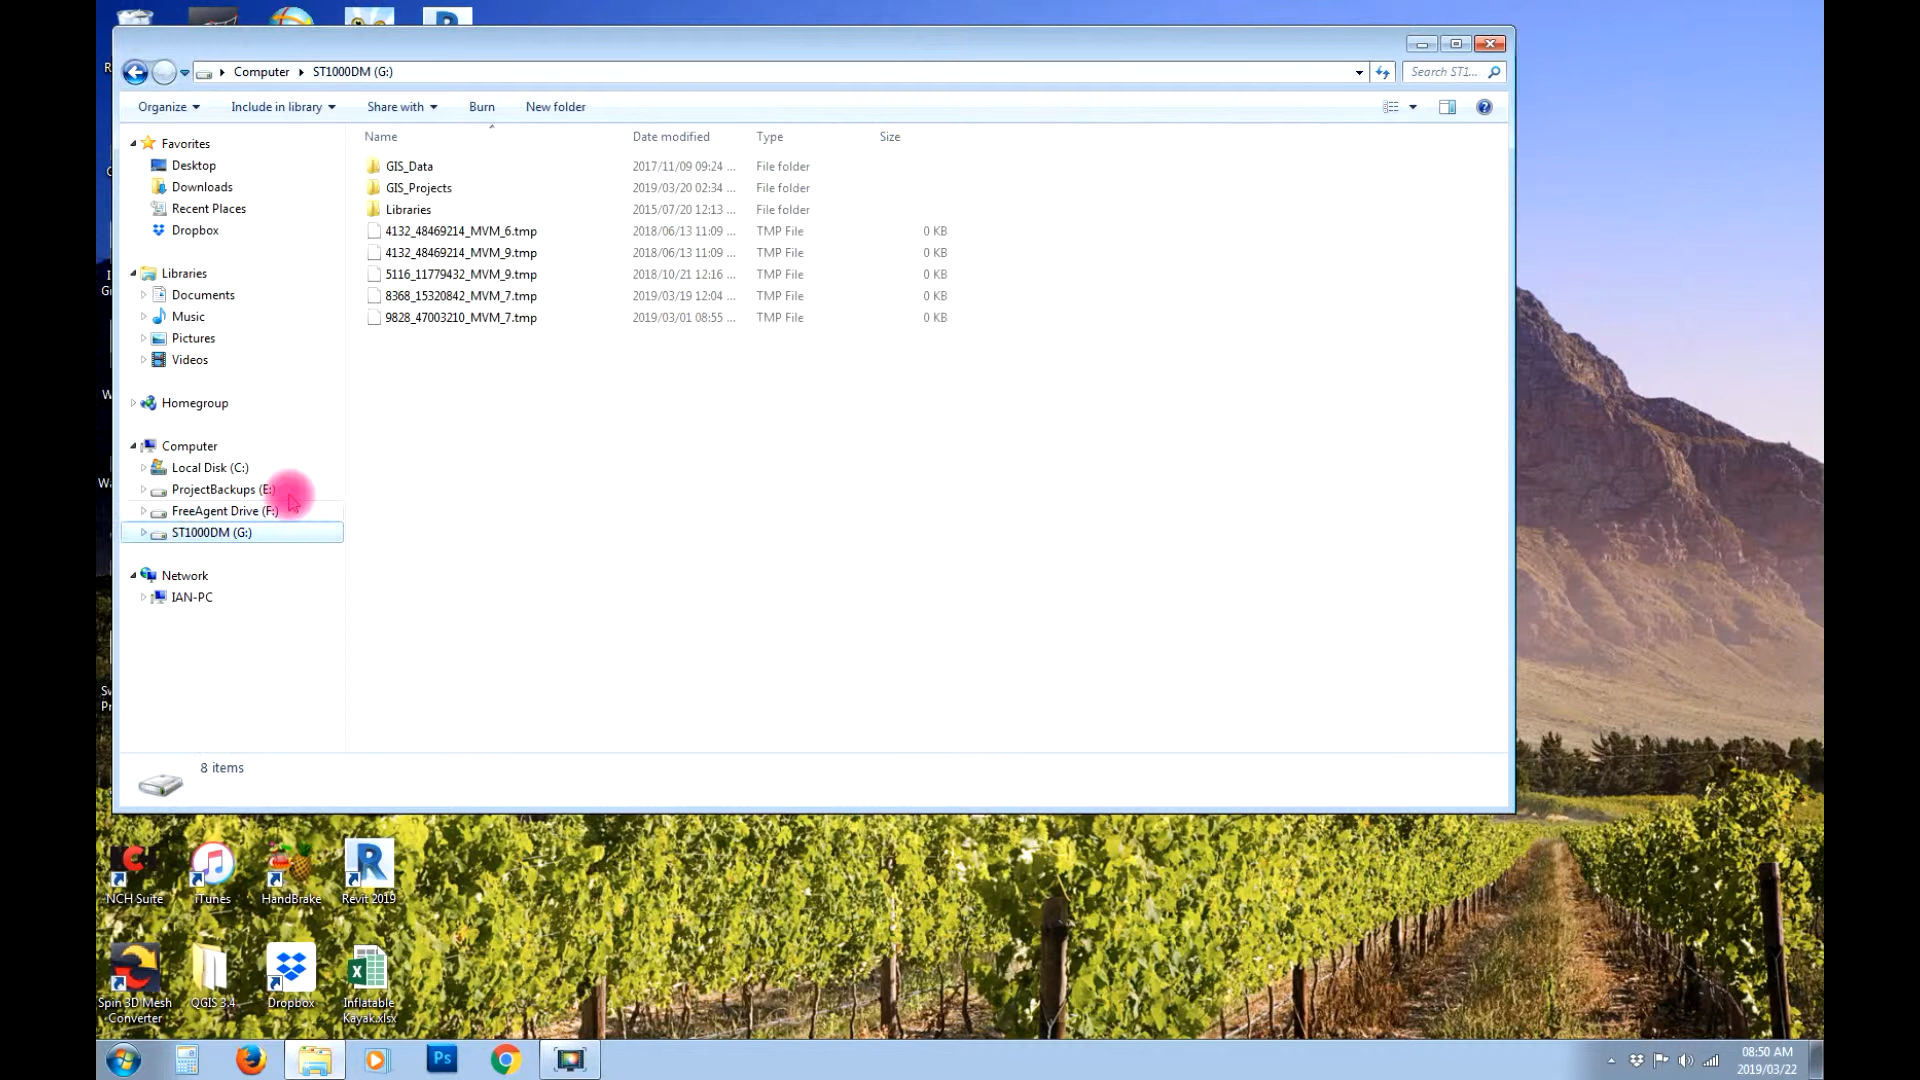 Computer ▸ ST1000DM (G:)
Search ST1...
Organize Include in library Share with Burn New folder
Name Date modified Type Size
Favorites
Desktop
Downloads
Recent Places
Dropbox
Libraries
Documents
Music
Pictures
Videos
Homegroup
Computer
Local Disk (C:)
ProjectBackups (E:)
FreeAgent Drive (F:)
ST1000DM (G:)
Network
IAN-PC
GIS_Data 2017/11/09 09:24 ... File folder
GIS_Projects 2019/03/20 02:34 ... File folder
Libraries 2015/07/20 12:13 ... File folder
4132_48469214_MVM_6.tmp 2018/06/13 11:09 ... TMP File 0 KB
4132_48469214_MVM_9.tmp 2018/06/13 11:09 ... TMP File 0 KB
5116_11779432_MVM_9.tmp 2018/10/21 12:16 ... TMP File 0 KB
8368_15320842_MVM_7.tmp 2019/03/19 12:04 ... TMP File 0 KB
9828_47003210_MVM_7.tmp 2019/03/01 08:55 ... TMP File 0 KB
8 items
NCH Suite
iTunes
HandBrake
Revit 2019
Spin 3D Mesh
Converter
QGIS 3.4
Dropbox
Inflatable
Kayak.xlsx
Ps
08:50 AM
2019/03/22